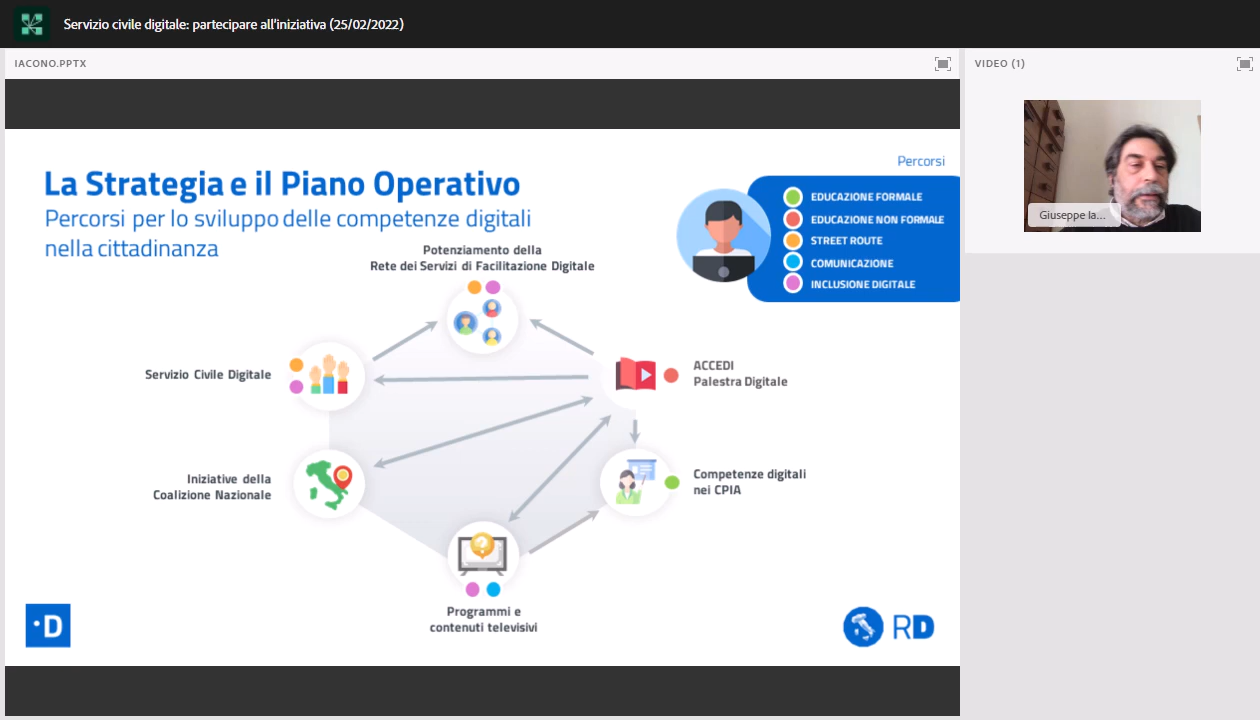 Servizio civile digitale: partecipare all'iniziativa (25/02/2022)
IACONO.PPTX
VIDEO (1)
Giuseppe Ia...
La Strategia e il Piano Operativo
Percorsi per lo sviluppo delle competenze digitali
nella cittadinanza
Percorsi
EDUCAZIONE FORMALE
EDUCAZIONE NON FORMALE
STREET ROUTE
COMUNICAZIONE
INCLUSIONE DIGITALE
Potenziamento della
Rete dei Servizi di Facilitazione Digitale
Servizio Civile Digitale
ACCEDI
Palestra Digitale
Iniziative della
Coalizione Nazionale
Competenze digitali
nei CPIA
Programmi e
contenuti televisivi
D
RD